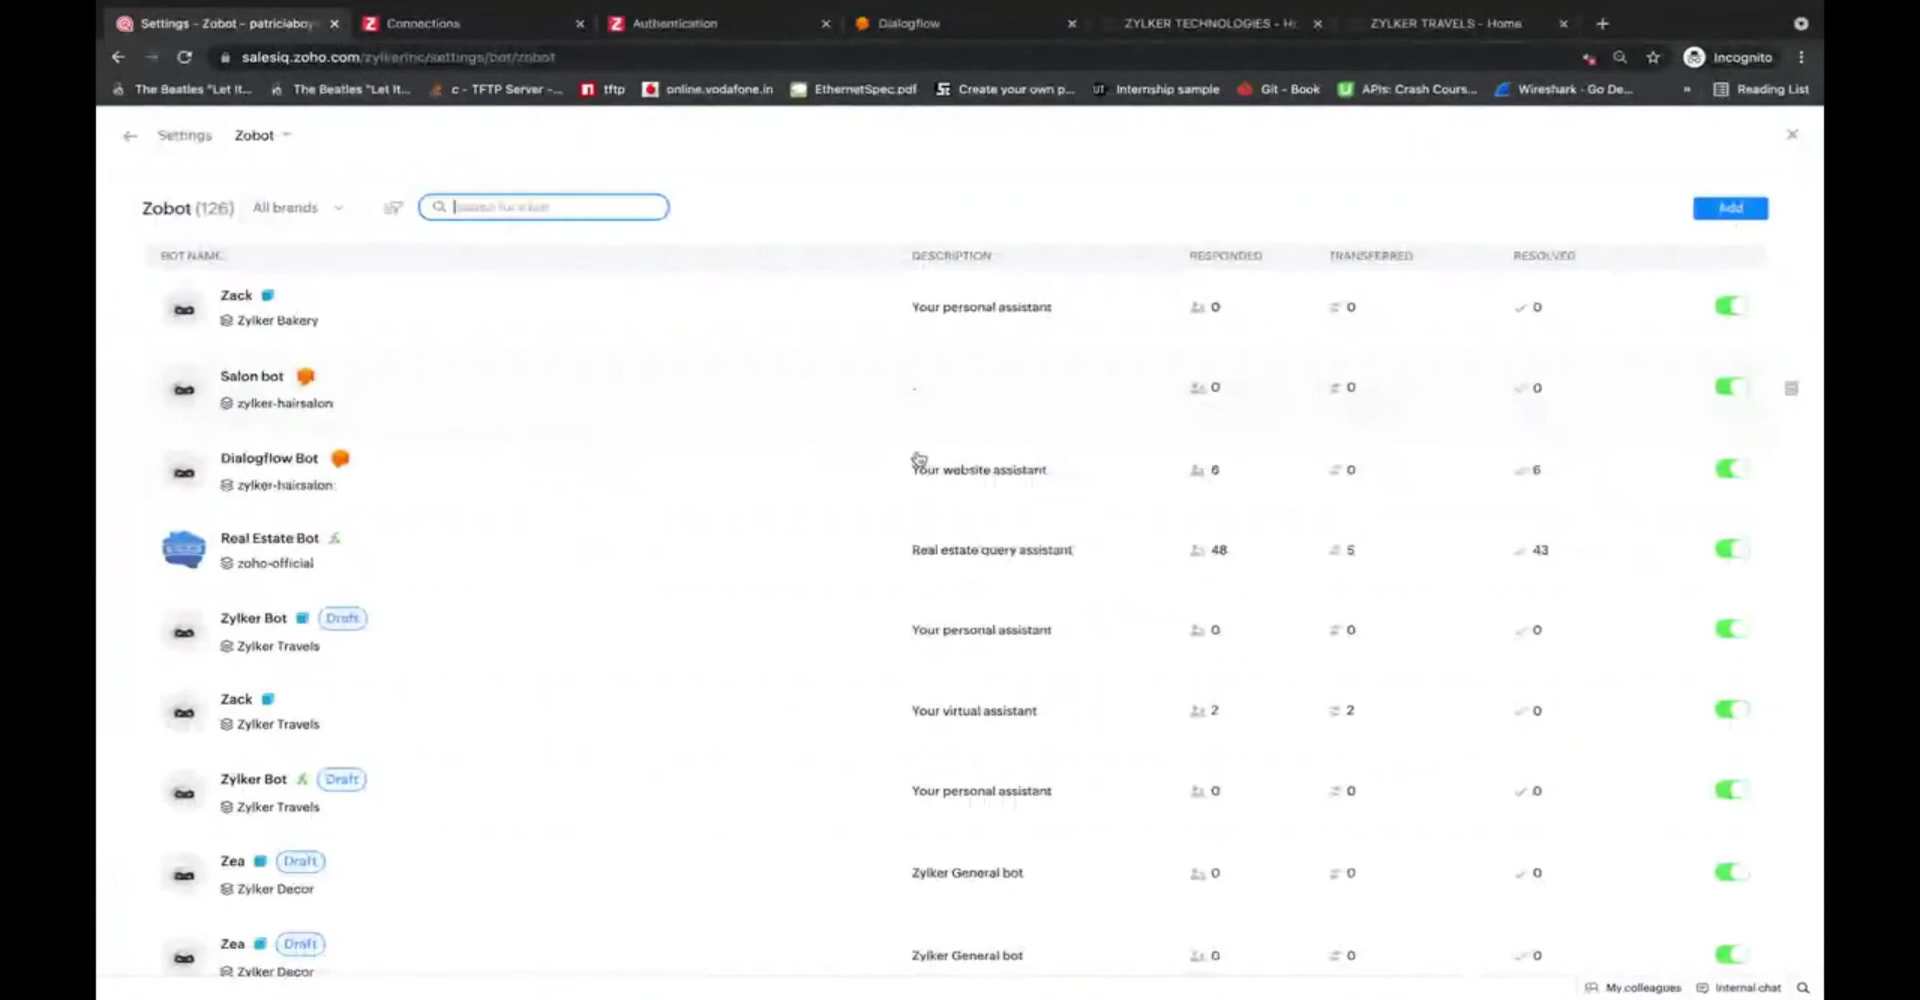 Settings - Zobot - patriciaboy
Connections
Authentication
Dialogflow
ZYLKER TECHNOLOGIES - Ho
ZYLKER TRAVELS - Home
salesiq.zoho.com/zylkerinc/settings/bot/zobot
Incognito
The Beatles "Let It...
The Beatles "Let It...
c - TFTP Server -...
tftp
online.vodafone.in
EthernetSpec.pdf
Create your own p...
Internship sample
Git - Book
APIs: Crash Cours...
Wireshark - Go De...
»
Reading List
Settings Zobot
Zobot (126) All brands
Add
BOT NAME DESCRIPTION RESPONDED TRANSFERRED RESOLVED
Zack
Zylker Bakery
Your personal assistant 0 0 0
Salon bot
zylker-hairsalon
- 0 0 0
Dialogflow Bot
zylker-hairsalon
Your website assistant 6 0 6
Real Estate Bot
zoho-official
Real estate query assistant 48 5 43
Zylker Bot Draft
Zylker Travels
Your personal assistant 0 0 0
Zack
Zylker Travels
Your virtual assistant 2 2 0
Zylker Bot Draft
Zylker Travels
Your personal assistant 0 0 0
Zea Draft
Zylker Decor
Zylker General bot 0 0 0
Zea Draft
Zylker Decor
Zylker General bot 0 0 0
My colleagues Internal chat